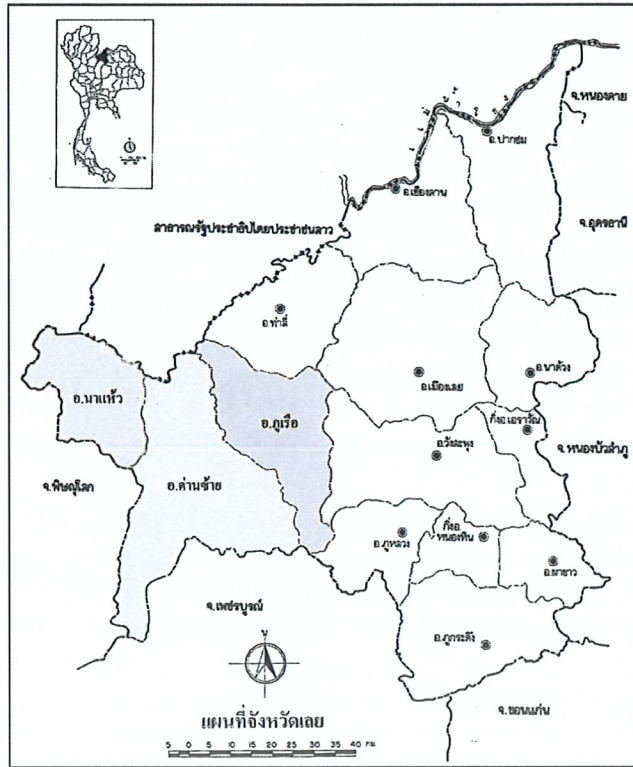 จ.หนองคาย
แม่น้ำโขง
อ.ปากชม
อ.เชียงคาน
สาธารณรัฐประชาธิปไตยประชาชนลาว
จ.อุดรธานี
อ.ท่าลี่
อ.เมืองเลย
อ.นาด้วง
อ.นาแห้ว
อ.ภูเรือ
กิ่งอ.เอราวัณ
อ.วังสะพุง
จ.หนองบัวลำภู
จ.พิษณุโลก
อ.ด่านซ้าย
อ.ภูหลวง
กิ่งอ.
หนองหิน
อ.ผาขาว
จ.เพชรบูรณ์
อ.ภูกระดึง
น
จ.ขอนแก่น
แผนที่จังหวัดเลย
5 0 5 10 15 20 25 30 35 40 กม